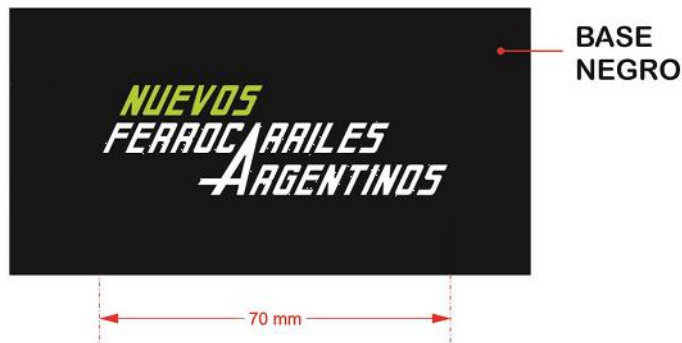 NUEVOS
FERROCARRILES
ARGENTINOS
BASE
NEGRO
70 mm